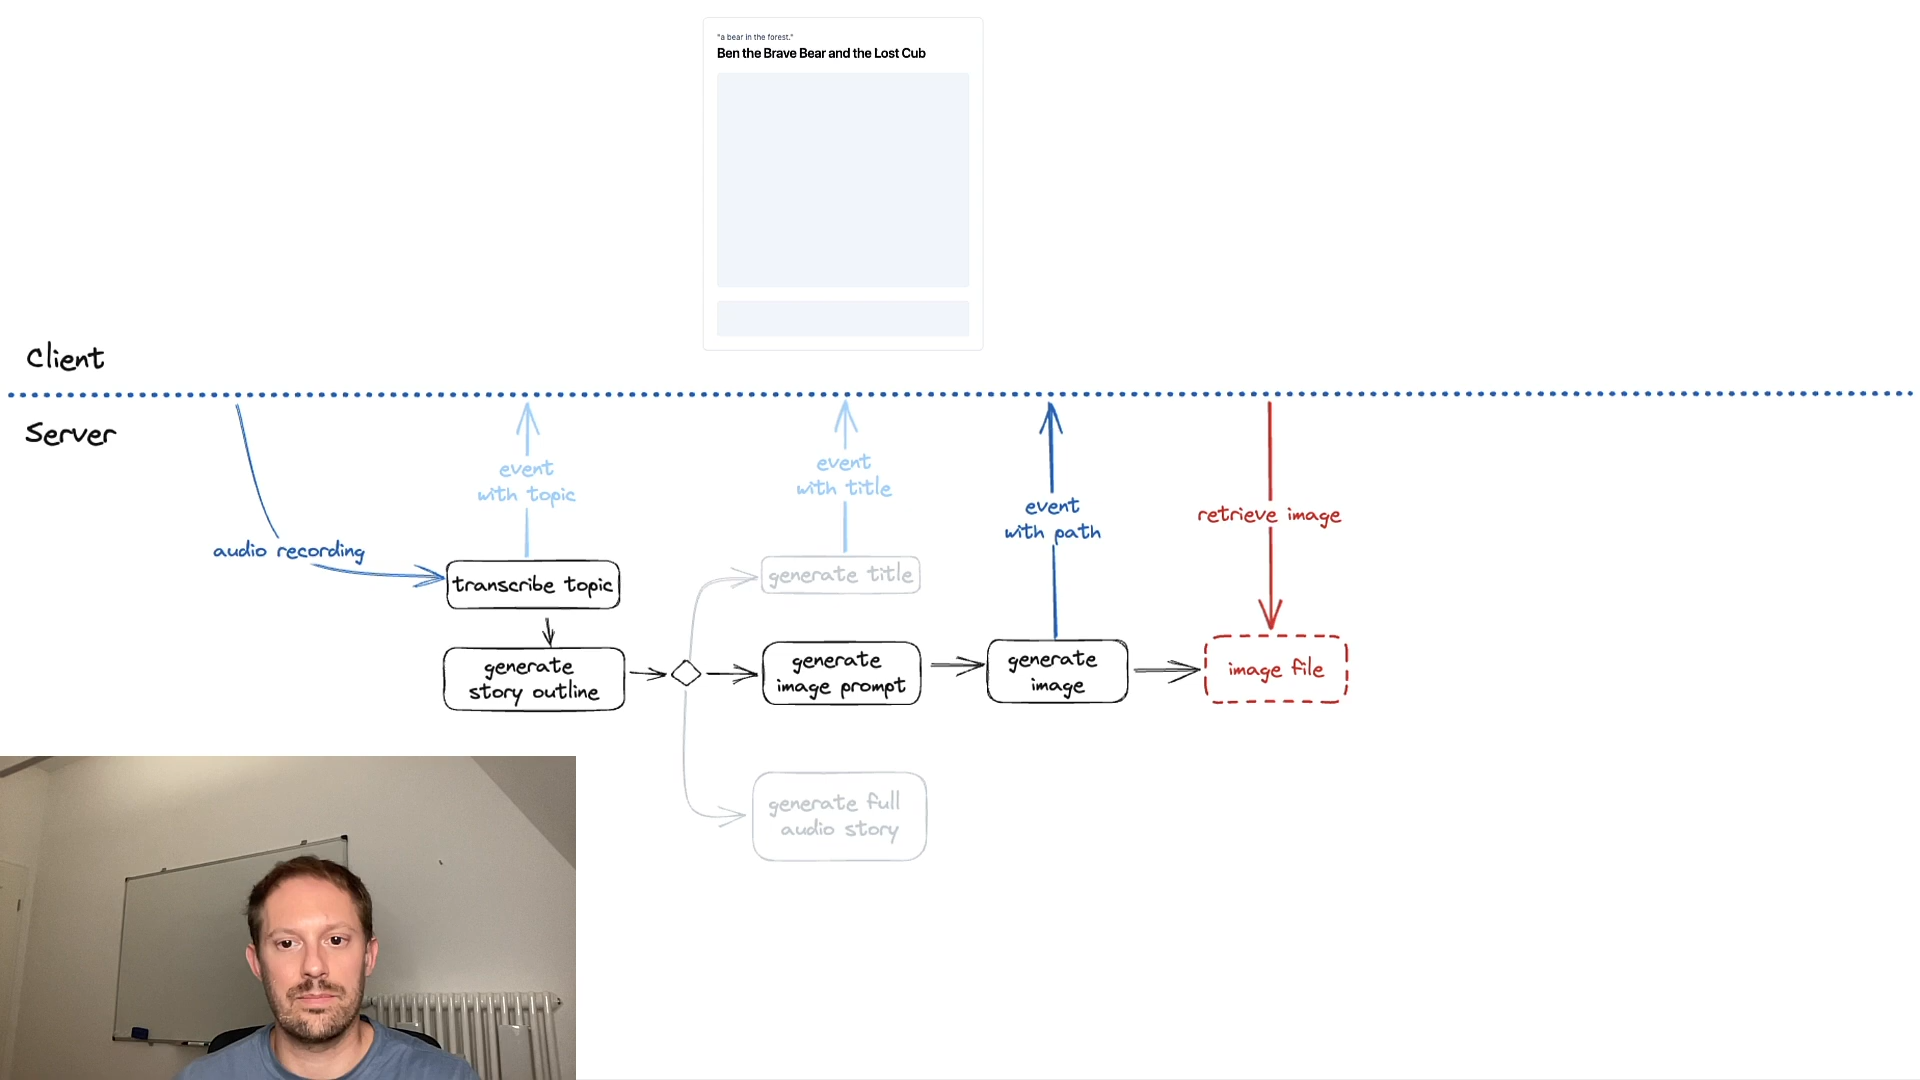 "a bear in the forest."
Ben the Brave Bear and the Lost Cub
Client
Server
audio recording
event
with topic
event
with title
event
with path
retrieve image
transcribe topic
generate title
generate
story outline
generate
image prompt
generate
image
image file
generate full
audio story